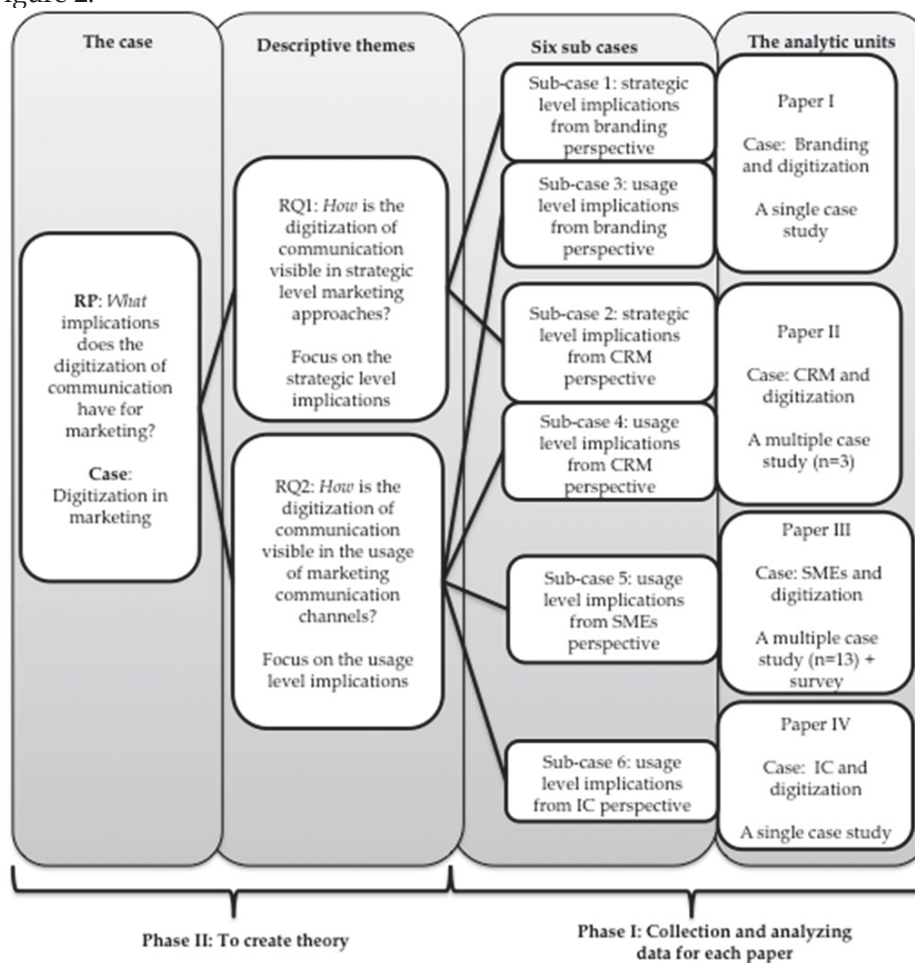 igure 2.
The case
Descriptive themes
Six sub cases
The analytic units
RP: What
implications
does the
digitization of
communication
have for
marketing?
Case:
Digitization in
marketing
RQ1: How is the
digitization of
communication
visible in strategic
level marketing
approaches?
Focus on the
strategic level
implications
RQ2: How is the
digitization of
communication
visible in the usage
of marketing
communication
channels?
Focus on the usage
level implications
Sub-case 1: strategic
level implications
from branding
perspective
Sub-case 3: usage
level implications
from branding
perspective
Sub-case 2: strategic
level implications
from CRM
perspective
Sub-case 4: usage
level implications
from CRM
perspective
Sub-case 5: usage
level implications
from SMEs
perspective
Sub-case 6: usage
level implications
from IC perspective
Paper I
Case: Branding
and digitization
A single case
study
Paper II
Case: CRM and
digitization
A multiple case
study (n=3)
Paper III
Case: SMEs and
digitization
A multiple case
study (n=13) +
survey
Paper IV
Case: IC and
digitization
A single case study
Phase II: To create theory
Phase I: Collection and analyzing
data for each paper